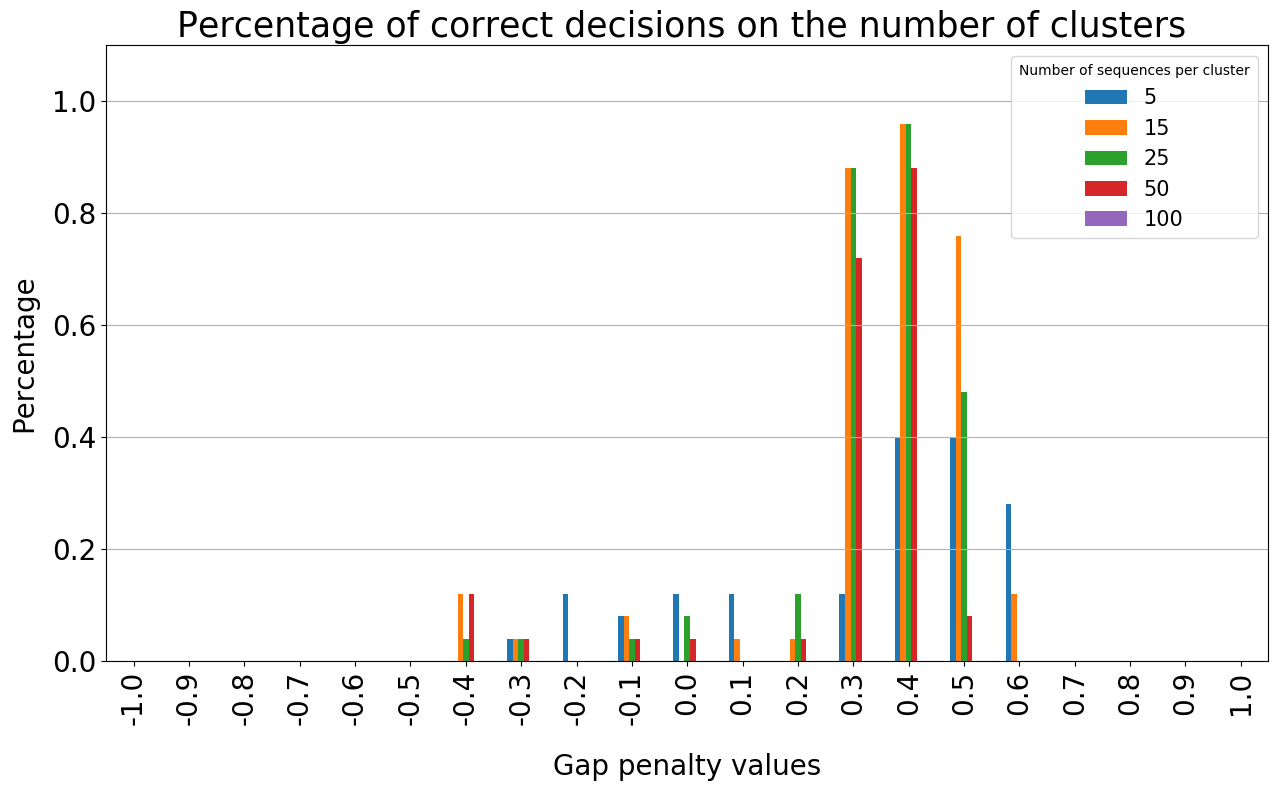 Percentage of correct decisions on the number of clusters
Number of sequences per cluster
5
15
25
50
100
Percentage
1.0
0.8
0.6
0.4
0.2
0.0
-1.0 -0.9 -0.8 -0.7 -0.6 -0.5 -0.4 -0.3 -0.2 -0.1 0.0 0.1 0.2 0.3 0.4 0.5 0.6 0.7 0.8 0.9 1.0
Gap penalty values